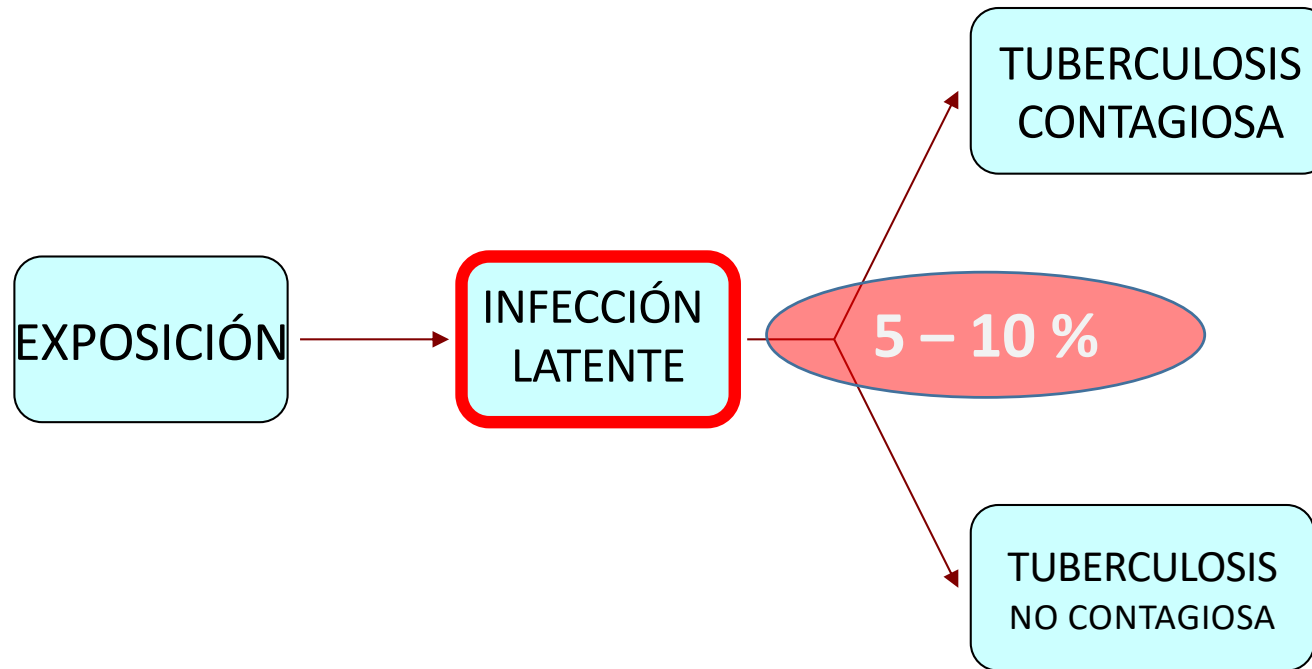 TUBERCULOSIS
CONTAGIOSA
EXPOSICIÓN
INFECCIÓN
LATENTE
5 – 10 %
TUBERCULOSIS
NO CONTAGIOSA